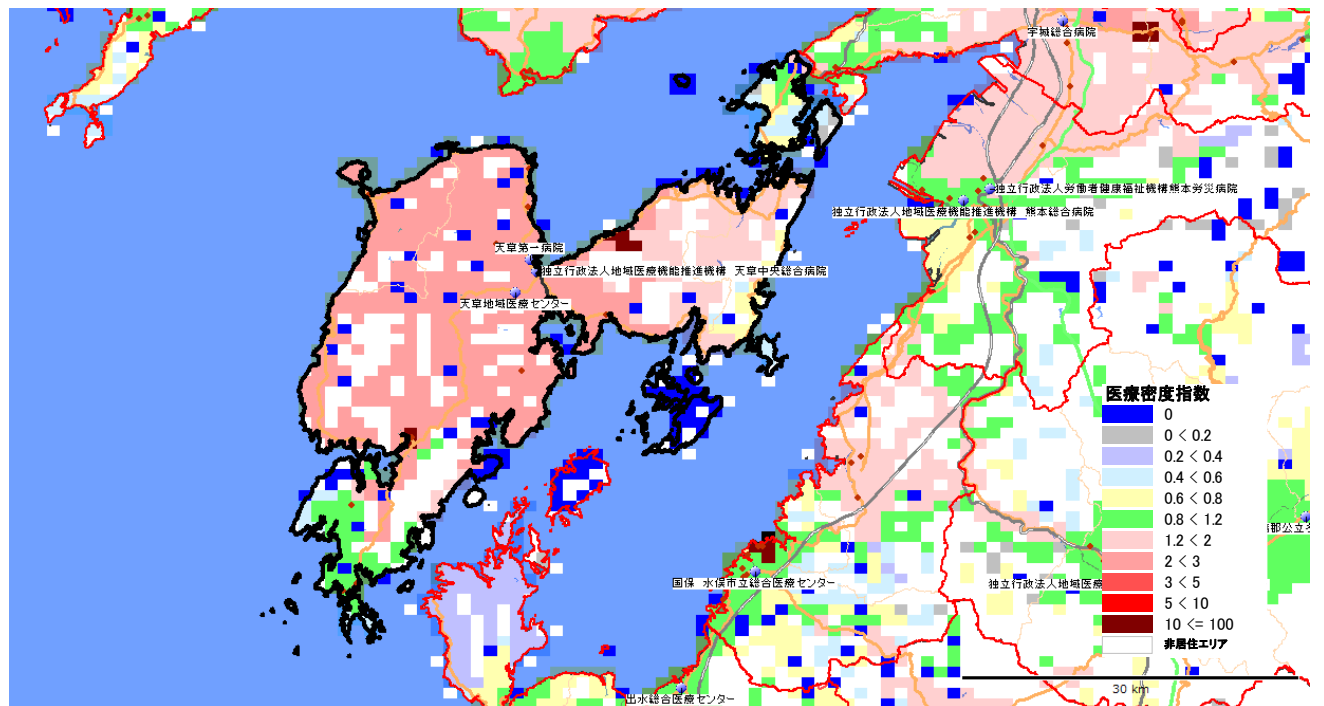 宇城総合病院
独立行政法人労働者健康福祉機構熊本労災病院
独立行政法人地域医療機能推進機構 熊本総合病院
天草第一病院
独立行政法人地域医療機能推進機構 天草中央総合病院
天草地域医療センター
医療密度指数
0
0 < 0.2
0.2 < 0.4
0.4 < 0.6
0.6 < 0.8
0.8 < 1.2
1.2 < 2
2 < 3
3 < 5
5 < 10
10 <= 100
非居住エリア
郡公立
国保 水俣市立総合医療センター
独立行政法人地域医
30 km
出水総合医療センター